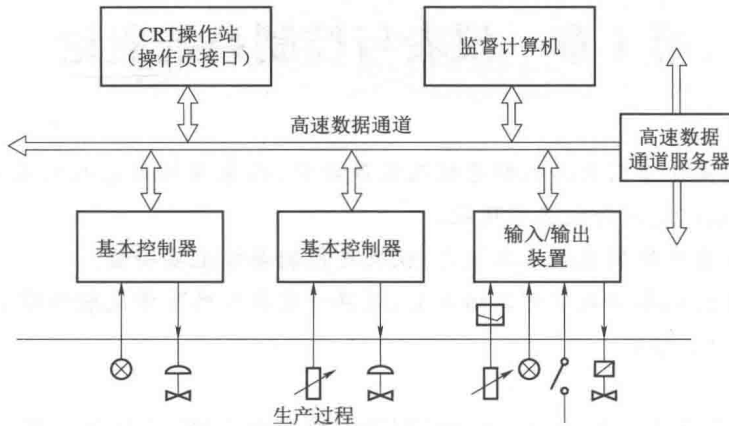 CRT操作站
（操作员接口）
监督计算机
高速数据通道
高速数据
通道服务器
基本控制器
基本控制器
输入/输出
装置
生产过程